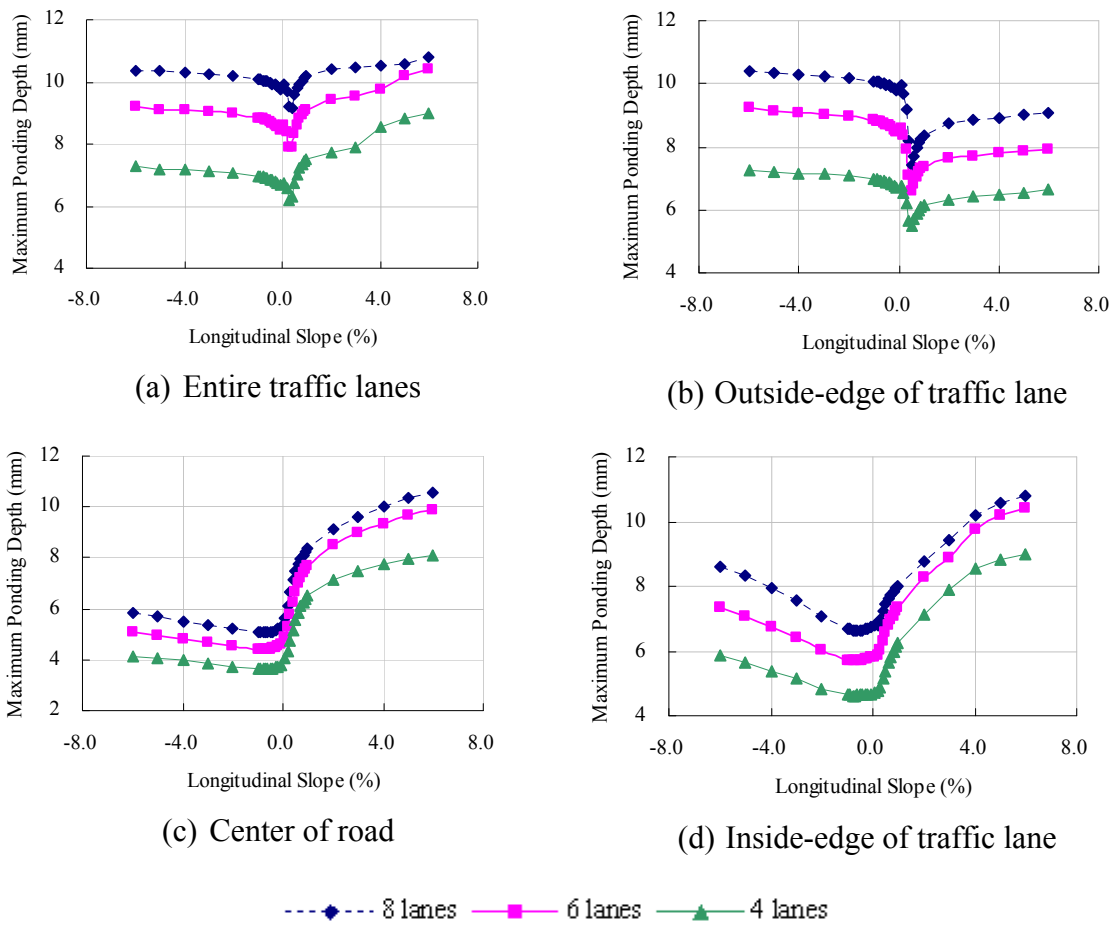 12
10
8
6
4
Maximum Ponding Depth (mm)
-8.0 -4.0 0.0 4.0 8.0
Longitudinal Slope (%)
(a) Entire traffic lanes
12
10
8
6
4
Maximum Ponding Depth (mm)
-8.0 -4.0 0.0 4.0 8.0
Longitudinal Slope (%)
(b) Outside-edge of traffic lane
12
10
8
6
4
2
Maximum Ponding Depth (mm)
-8.0 -4.0 0.0 4.0 8.0
Longitudinal Slope (%)
(c) Center of road
12
10
8
6
4
Maximum Ponding Depth (mm)
-8.0 -4.0 0.0 4.0 8.0
Longitudinal Slope (%)
(d) Inside-edge of traffic lane
8 lanes 6 lanes 4 lanes